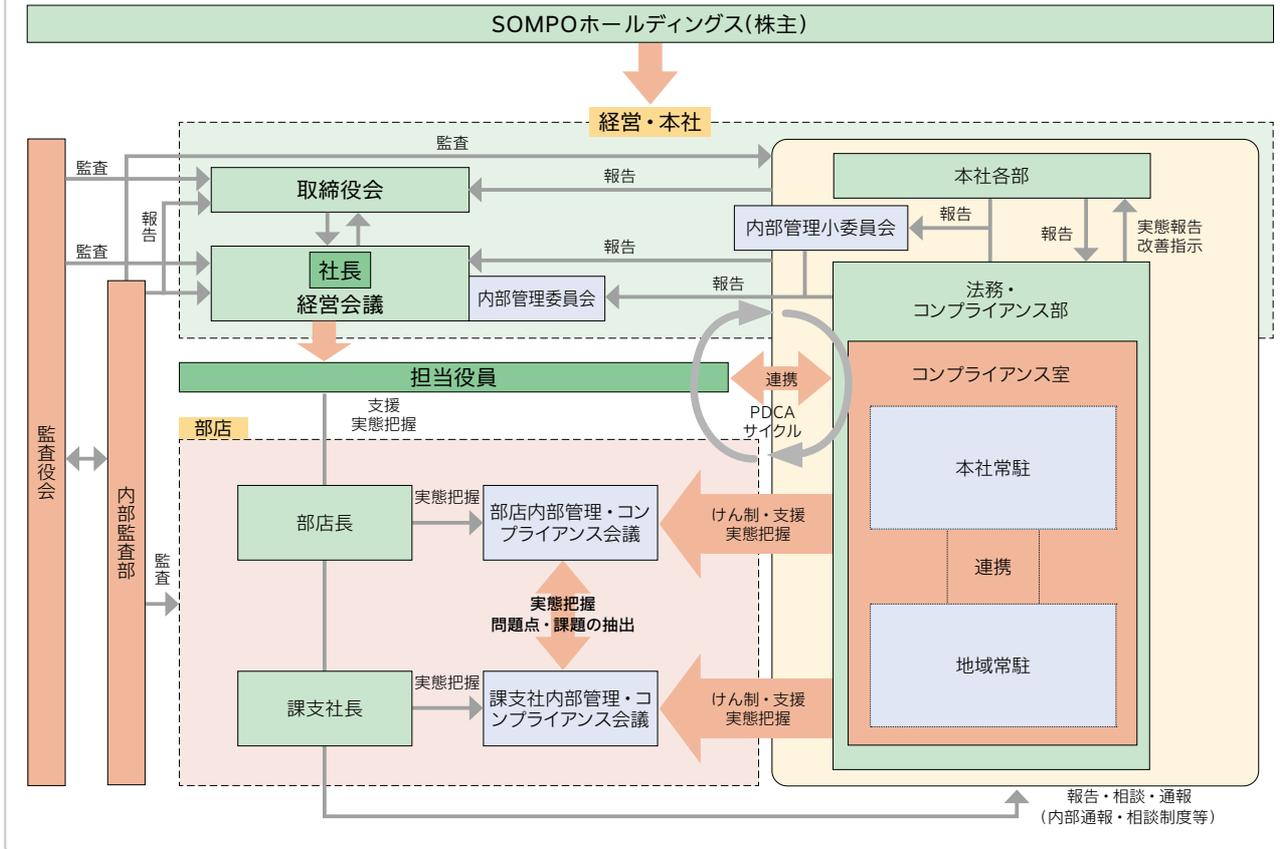 SOMPOホールディングス(株主)
経営・本社
監査
監査
取締役会
報告
本社各部
報告
内部管理小委員会
報告
報告
実態報告
改善指示
監査
報告
社長
経営会議
内部管理委員会
報告
法務・
コンプライアンス部
担当役員
連携
コンプライアンス室
PDCA
サイクル
支援
実態把握
部店
監査役会
内部監査部
本社常駐
部店長
実態把握
部店内部管理・コン
プライアンス会議
けん制・支援
実態把握
監査
連携
実態把握
問題点・課題の抽出
地域常駐
課支社長
実態把握
課支社内部管理・コ
ンプライアンス会議
けん制・支援
実態把握
報告・相談・通報
(内部通報・相談制度等)